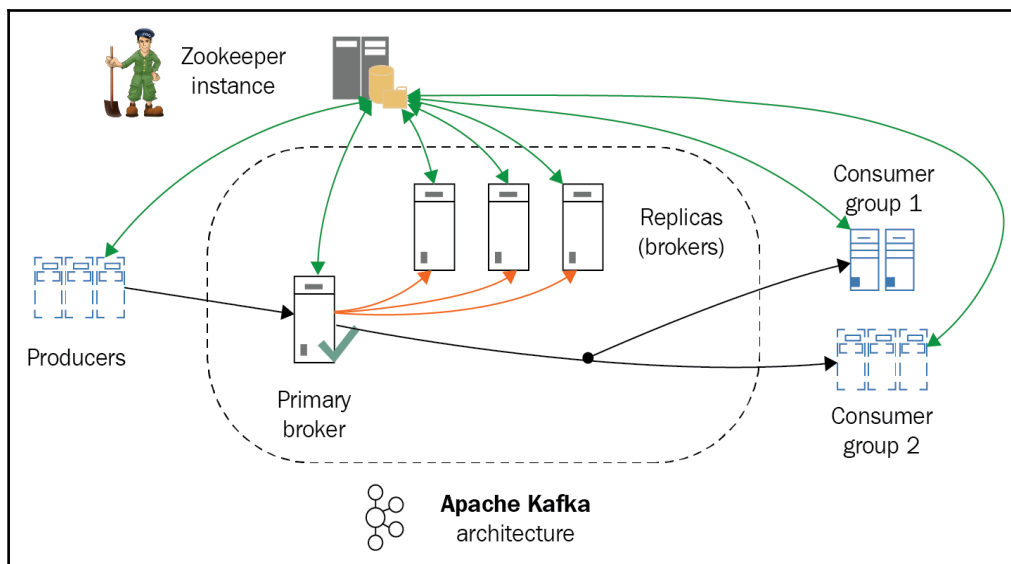 Zookeeper
instance
Consumer
group 1
Replicas
(brokers)
Producers
Primary
broker
Consumer
group 2
Apache Kafka
architecture